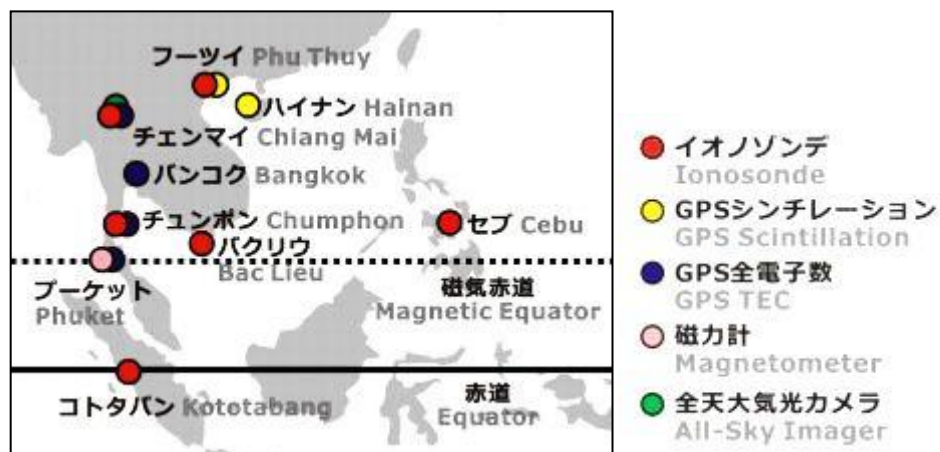 フーツイ Phu Thuy
ハイナン Hainan
チェンマイ Chiang Mai
バンコク Bangkok
チュンポン Chumphon
セブ Cebu
バクリウ
Bac Liêu
プーケット
Phuket
磁気赤道
Magnetic Equator
コトタバン Kototabang
赤道
Equator
イオノゾンデ
Ionosonde
GPSシンチレーション
GPS Scintillation
GPS全電子数
GPS TEC
磁力計
Magnetometer
全天大気光カメラ
All-Sky Imager